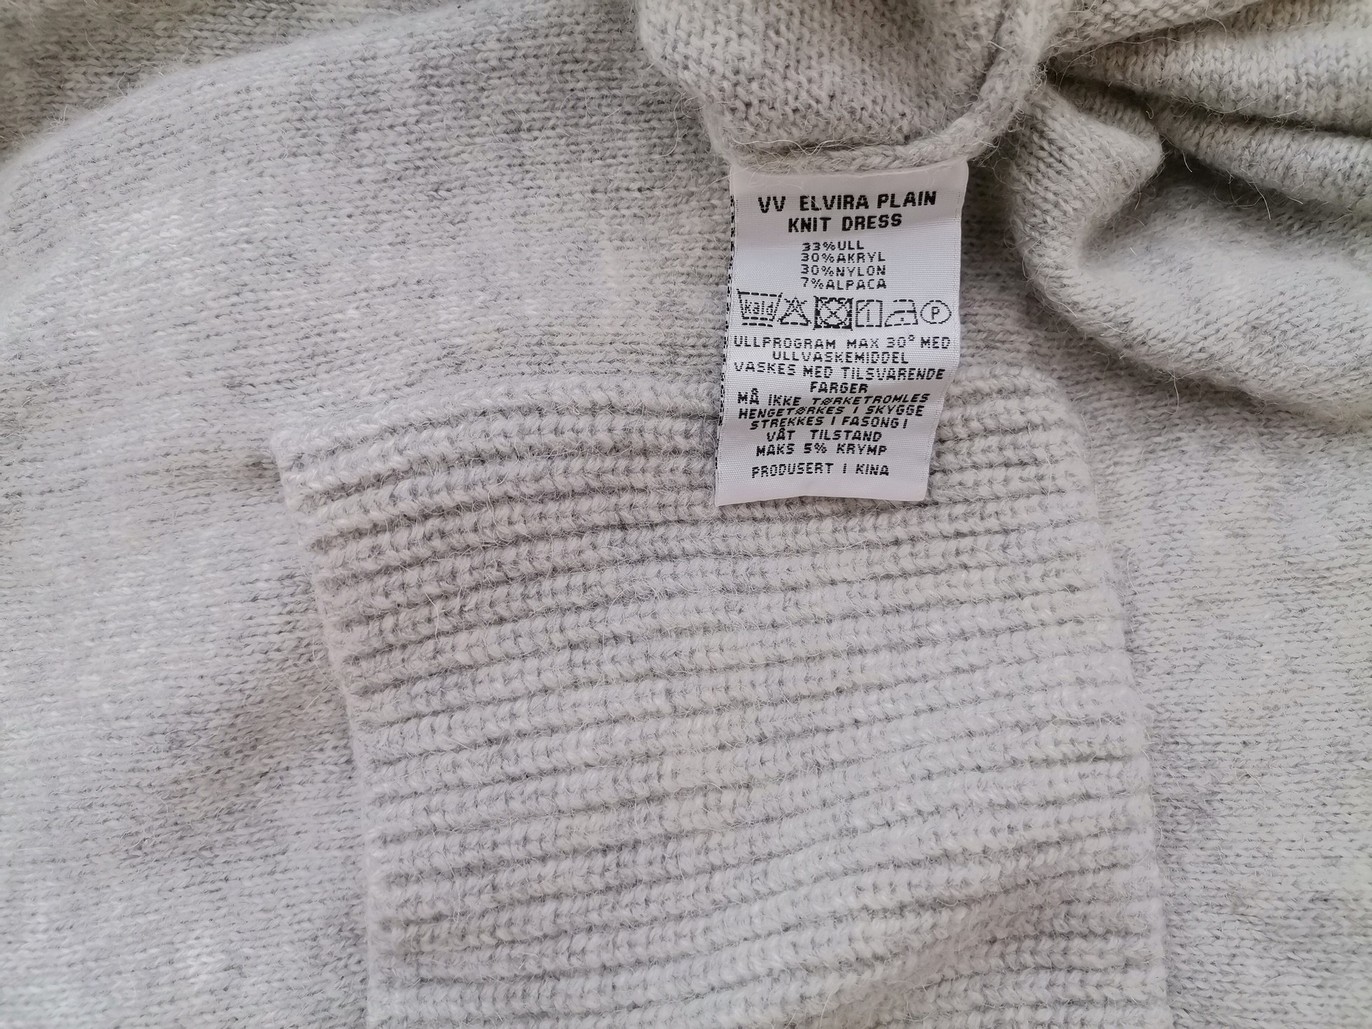 VV ELVIRA PLAIN
KNIT DRESS
33%ULL
30%AKRYL
30%NYLON
7%ALPACA
kald
P
ULLPROGRAM MAX 30° MED
ULLVASKEMIDDEL
VASKES MED TILSVARENDE
FARGER
MÅ IKKE TØRKETROMLES
HENGETØRKES I SKYGGE
STREKKES I FASONG I
VÅT TILSTAND
MAKS 5% KRYMP
PRODUSERT I KINA